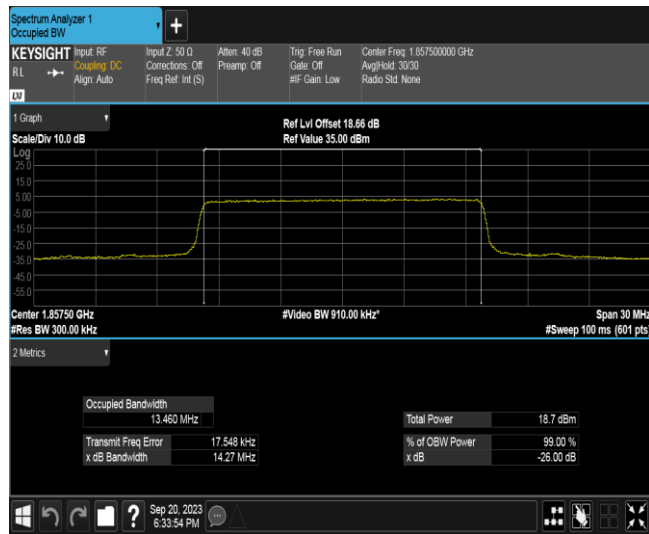 Spectrum Analyzer 1
Occupied BW
+
KEYSIGHT
RL
LXI
Input: RF
Coupling: DC
Align: Auto
Input Z: 50 Ω
Corrections: Off
Freq Ref: Int (S)
Atten: 40 dB
Preamp: Off
Trig: Free Run
Gate: Off
#IF Gain: Low
Center Freq: 1.857500000 GHz
Avg|Hold: 30/30
Radio Std: None
1 Graph
Scale/Div 10.0 dB
Ref Lvl Offset 18.66 dB
Ref Value 35.00 dBm
Log
25.0
15.0
5.00
-5.00
-15.0
-25.0
-35.0
-45.0
-55.0
Center 1.85750 GHz
#Res BW 300.00 kHz
#Video BW 910.00 kHz*
Span 30 MHz
#Sweep 100 ms (601 pts)
2 Metrics
Occupied Bandwidth
13.460 MHz
Transmit Freq Error 17.548 kHz
x dB Bandwidth 14.27 MHz
Total Power 18.7 dBm
% of OBW Power 99.00 %
x dB -26.00 dB
?
Sep 20, 2023
6:33:54 PM